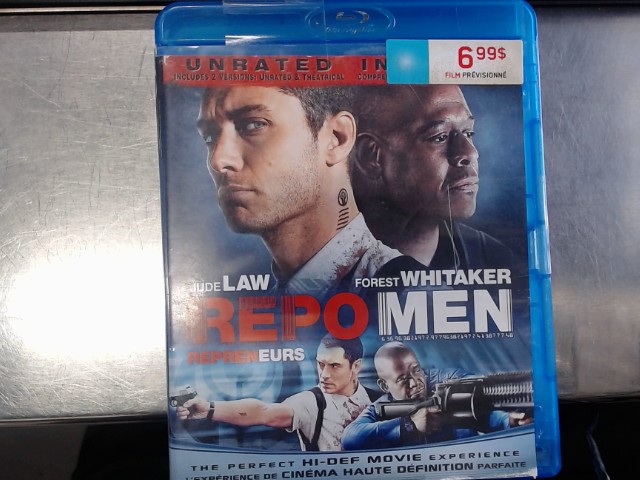 UNRATED IN
INCLUDES 2 VERSIONS! UNRATED & THEATRICAL
6 99$
FILM PRÉVISIONNÉ
JUDE LAW FOREST WHITAKER
REPO MEN
REPRENEURS
THE PERFECT HI-DEF MOVIE EXPERIENCE
L'EXPÉRIENCE DE CINÉMA HAUTE DÉFINITION PARFAITE